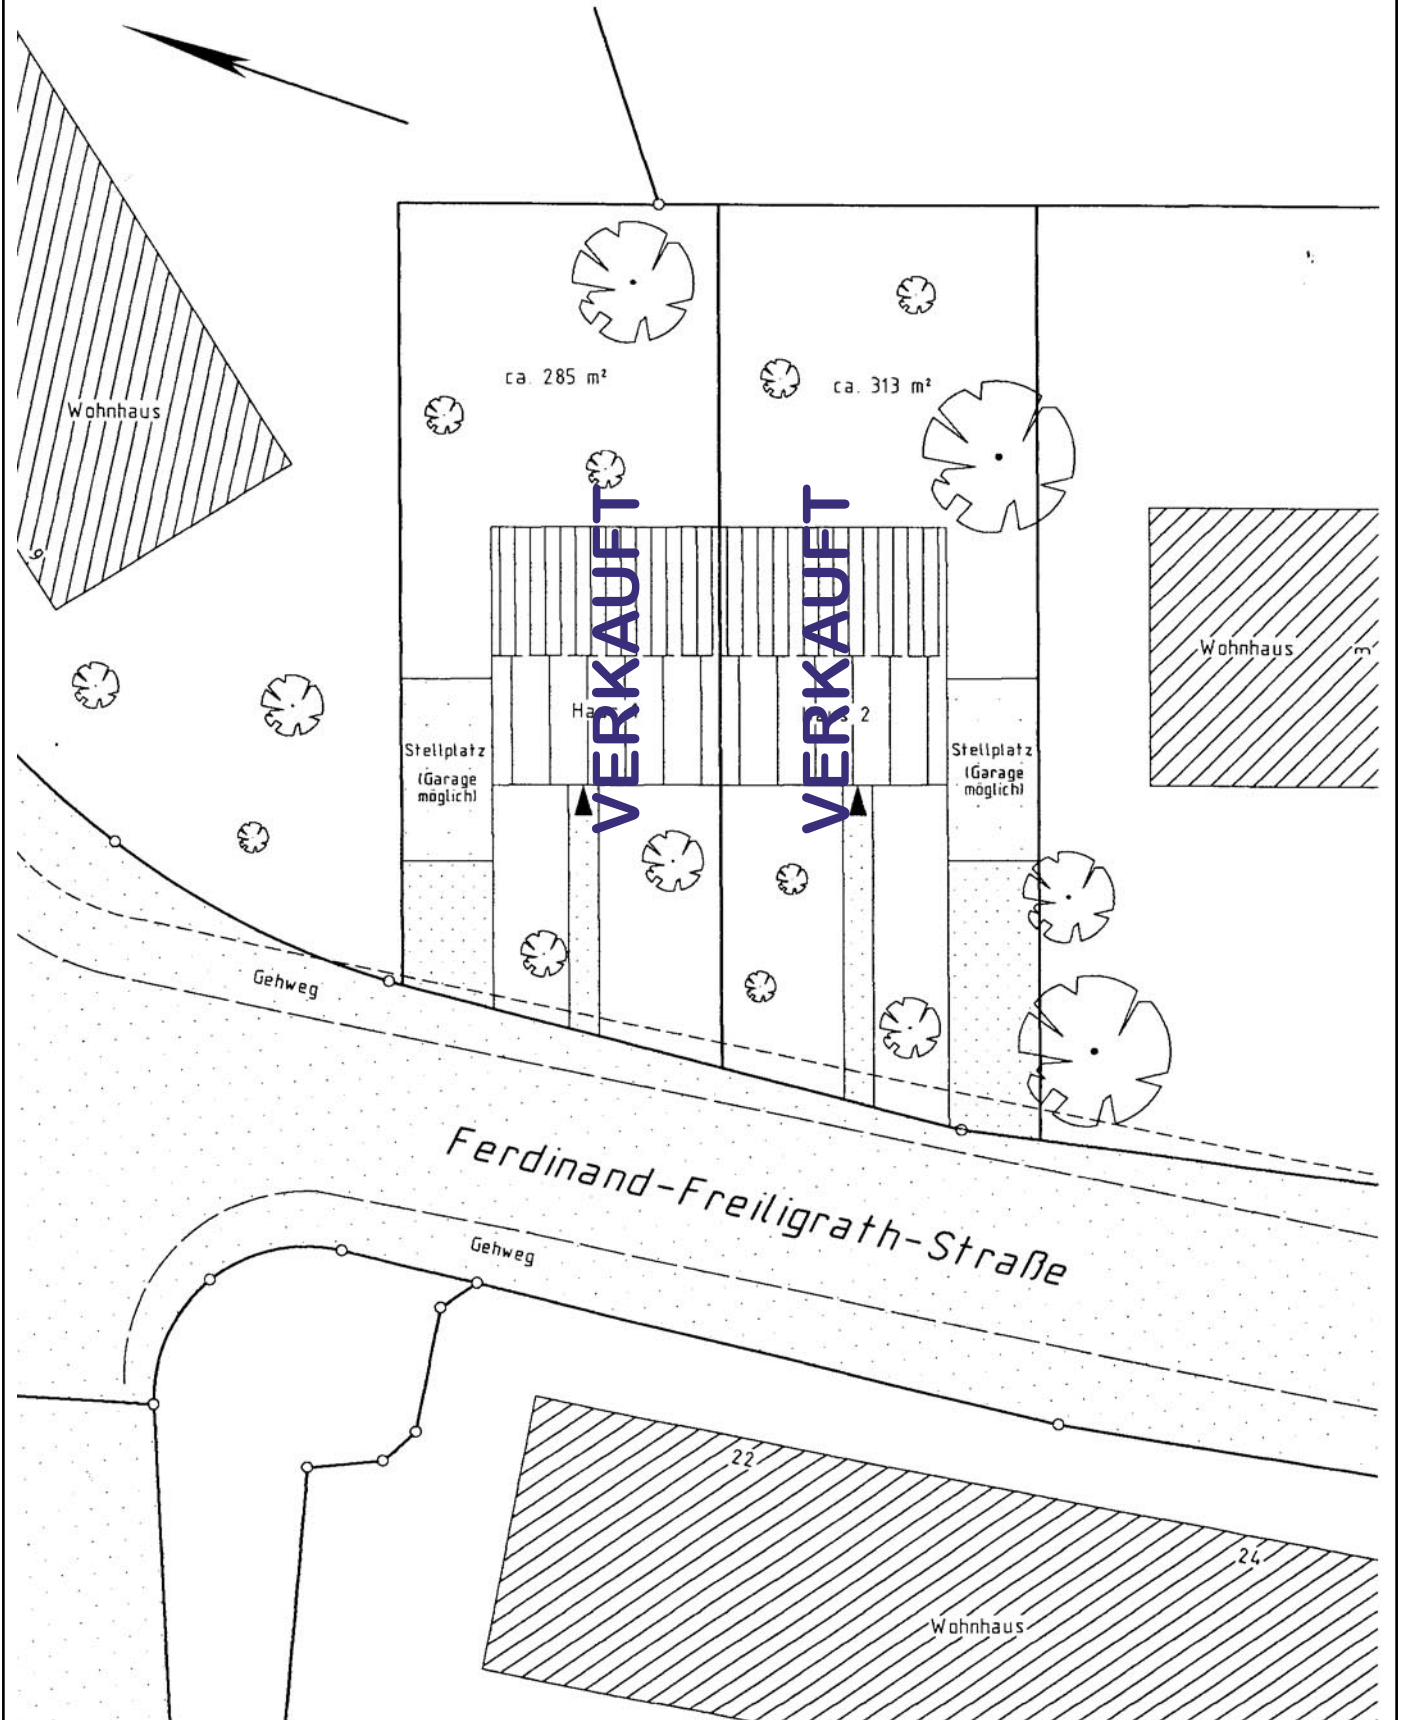 ca. 285 m²
ca. 313 m²
Wohnhaus
9
Wohnhaus
3
VERKAUFT
VERKAUFT
2
Stellplatz
(Garage
möglich)
Stellplatz
(Garage
möglich)
Gehweg
Ferdinand-Freiligrath-Straße
Gehweg
22
24
Wohnhaus